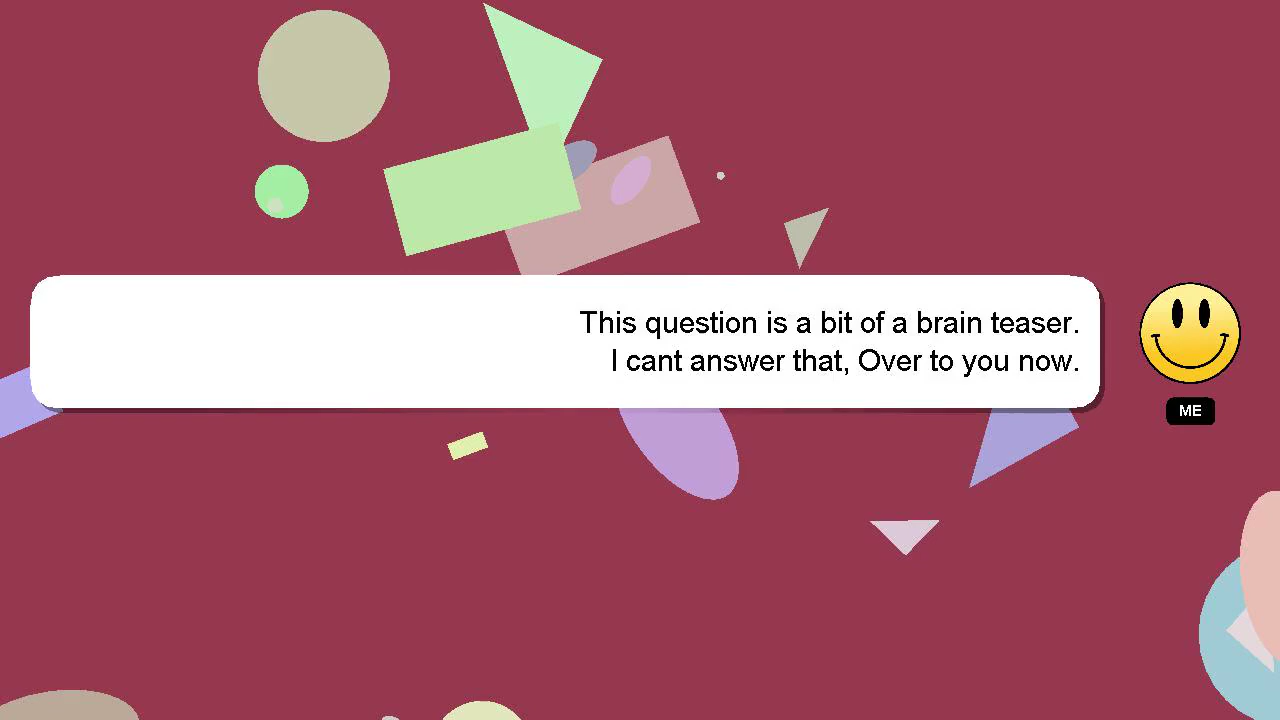 This question is a bit of a brain teaser.
I cant answer that, Over to you now.
ME